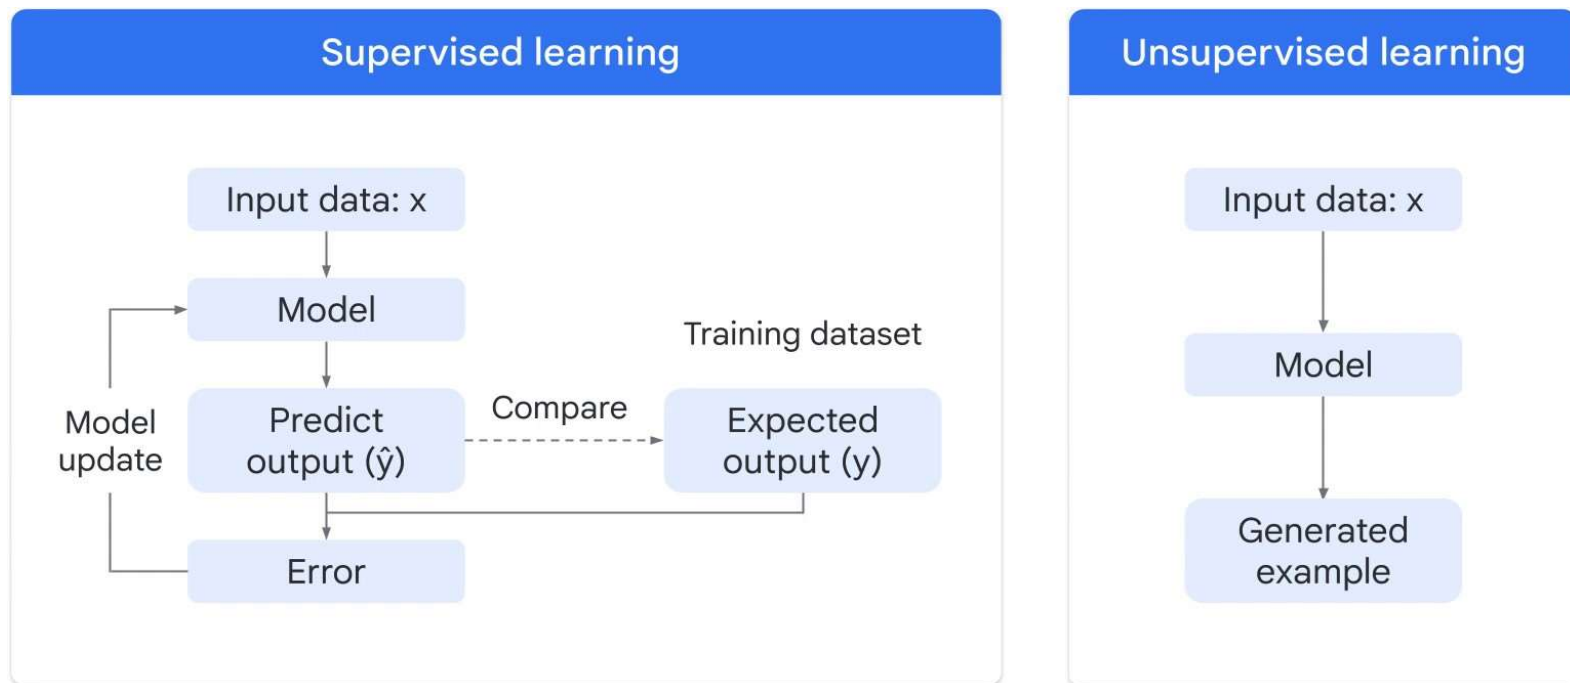 Supervised learning
Input data: x
Model
Training dataset
Predict
output (ŷ)
Compare
Expected
output (y)
Model
update
Error
Unsupervised learning
Input data: x
Model
Generated
example